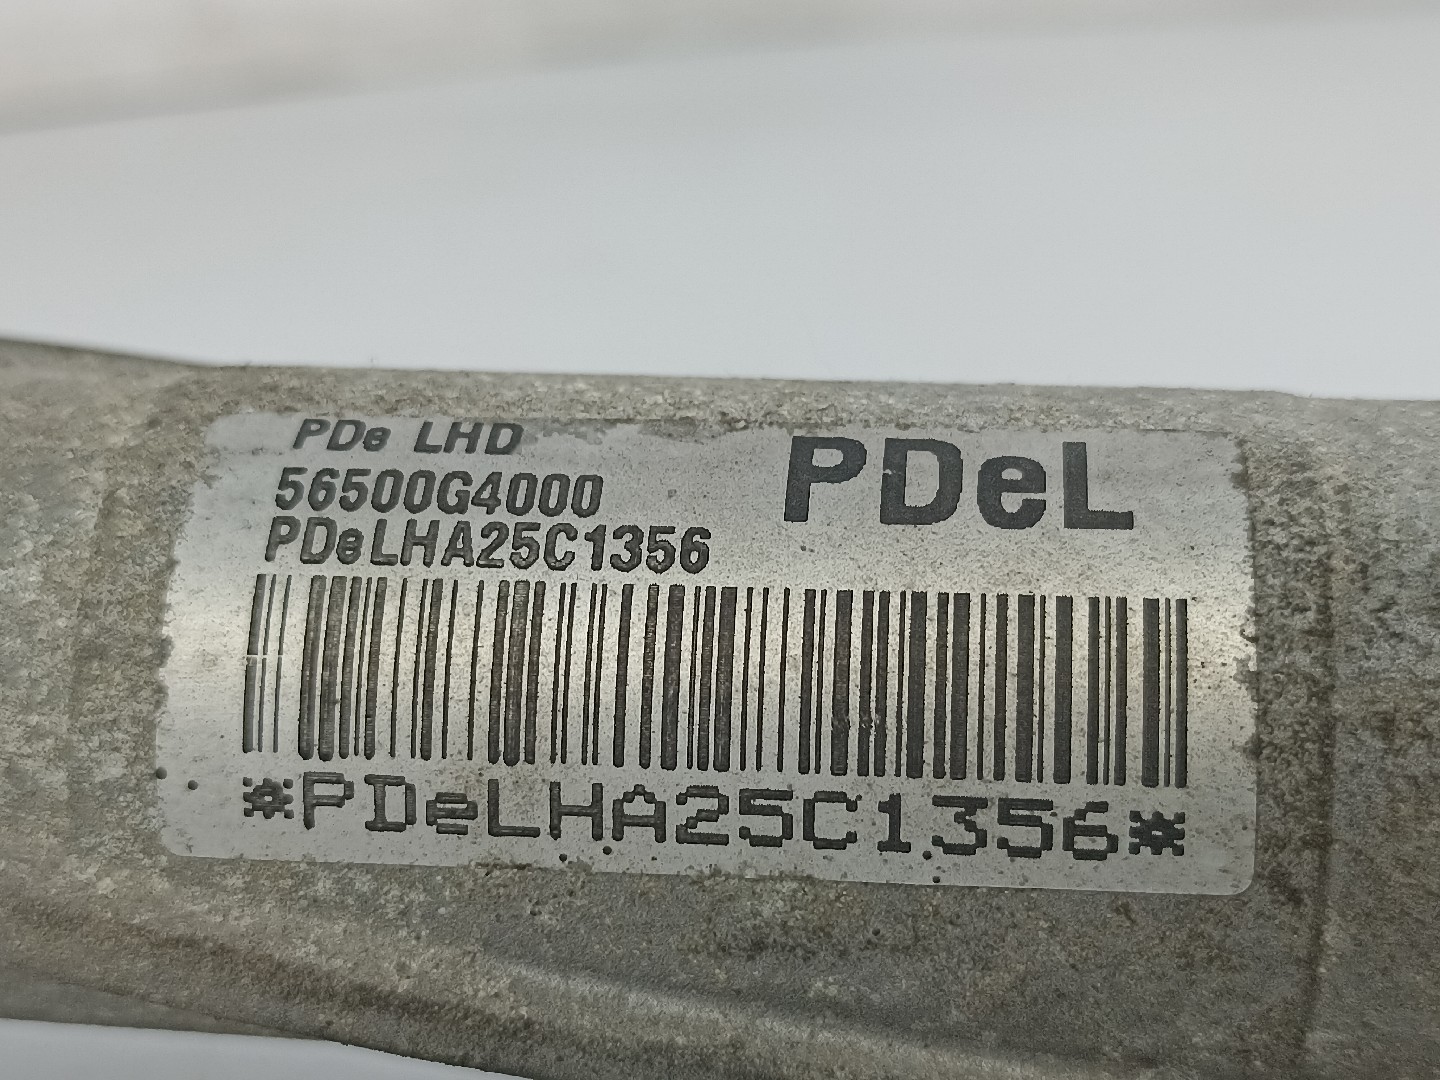 PDe LHD
56500G4000
PDeLHA25C1356
PDeL
*PDeLHA25C1356*